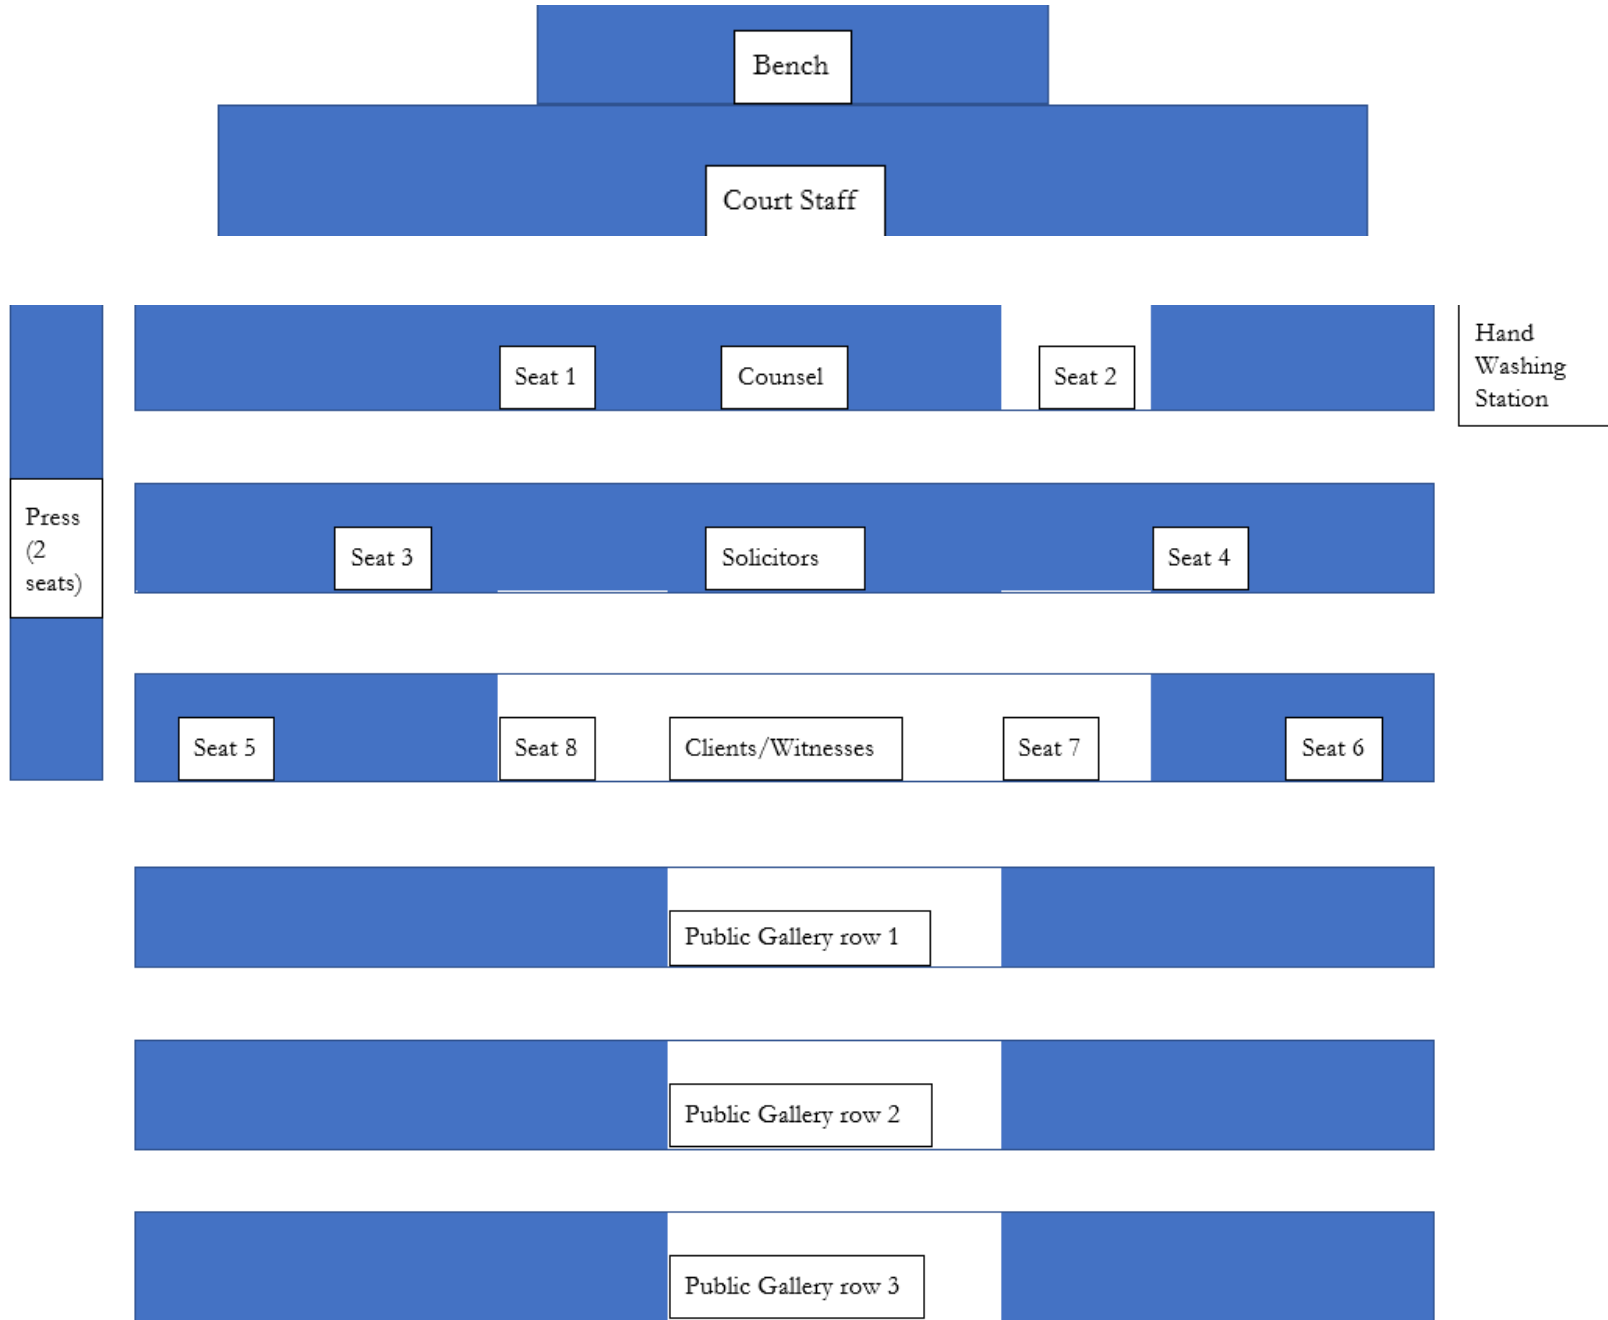 Bench
Court Staff
Seat 1
Counsel
Seat 2
Hand
Washing
Station
Press
(2
seats)
Seat 3
Solicitors
Seat 4
Seat 5
Seat 8
Clients/Witnesses
Seat 7
Seat 6
Public Gallery row 1
Public Gallery row 2
Public Gallery row 3